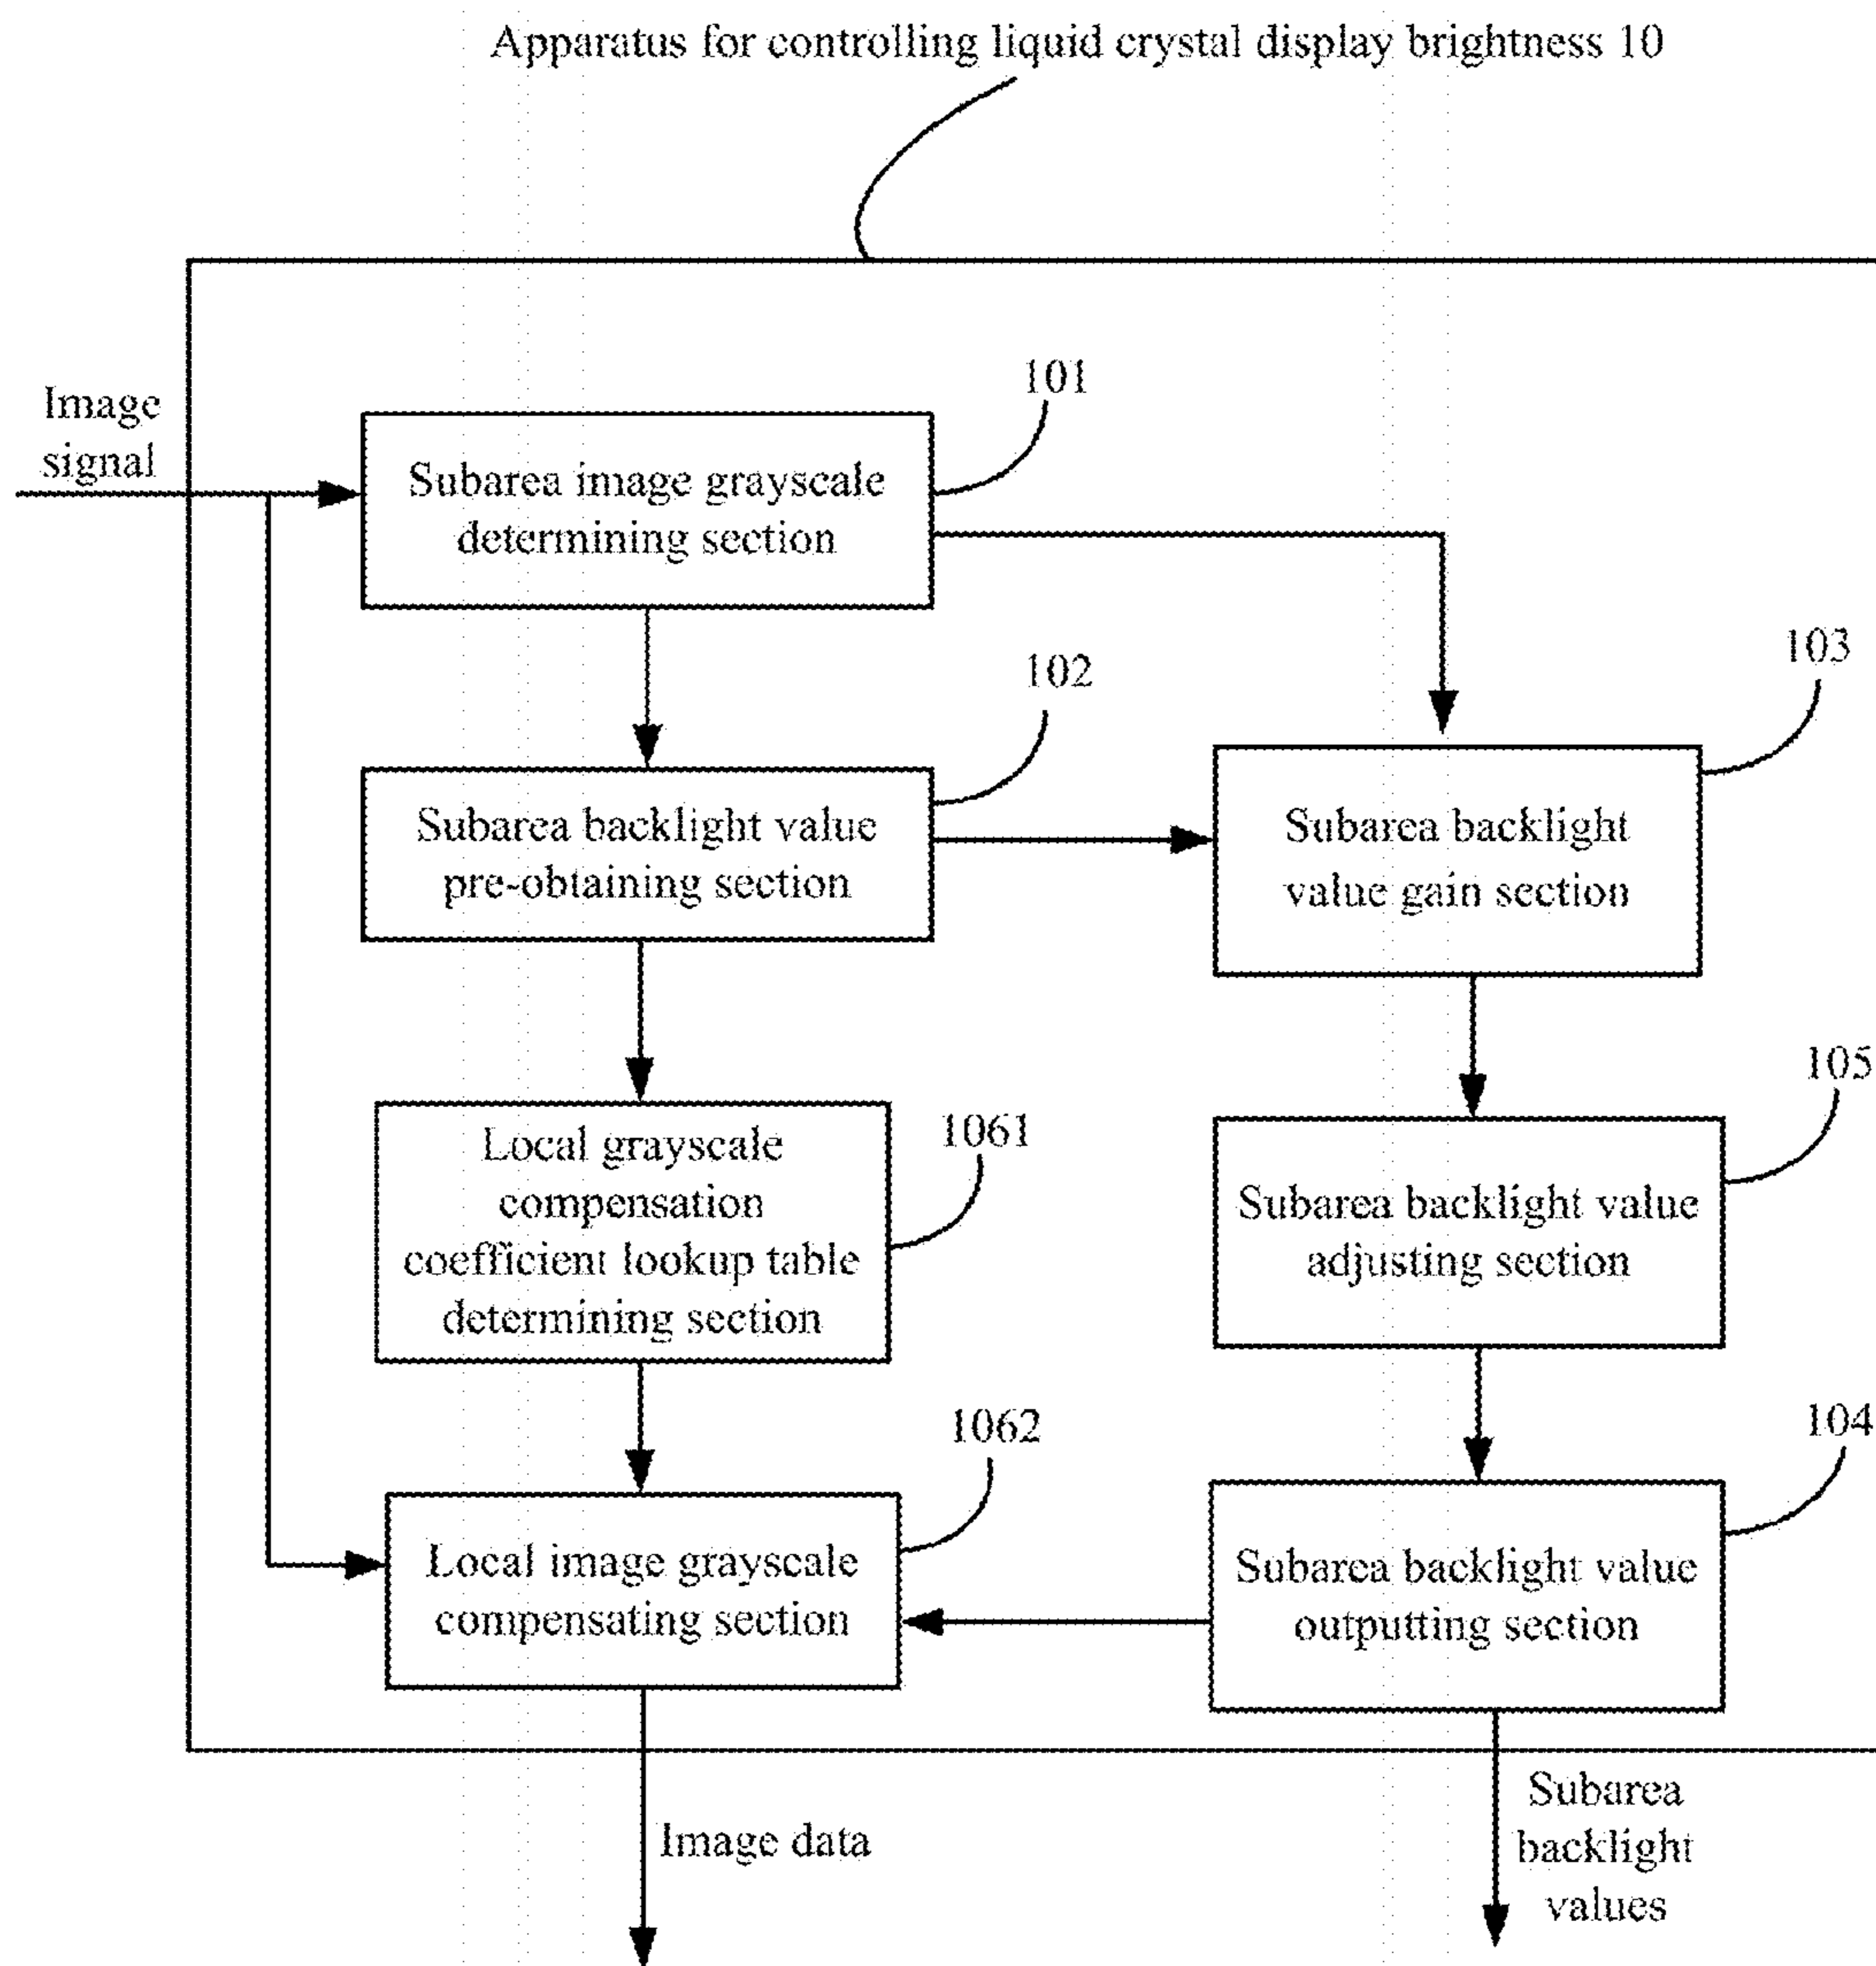 Apparatus for controlling liquid crystal display brightness 10
Image
signal
101
Subarea image grayscale
determining section
102
103
Subarea backlight value
pre-obtaining section
Subarea backlight
value gain section
1061
105
Local grayscale
compensation
coefficient lookup table
determining section
Subarea backlight value
adjusting section
1062
104
Local image grayscale
compensating section
Subarea backlight value
outputting section
Image data
Subarea
backlight
values